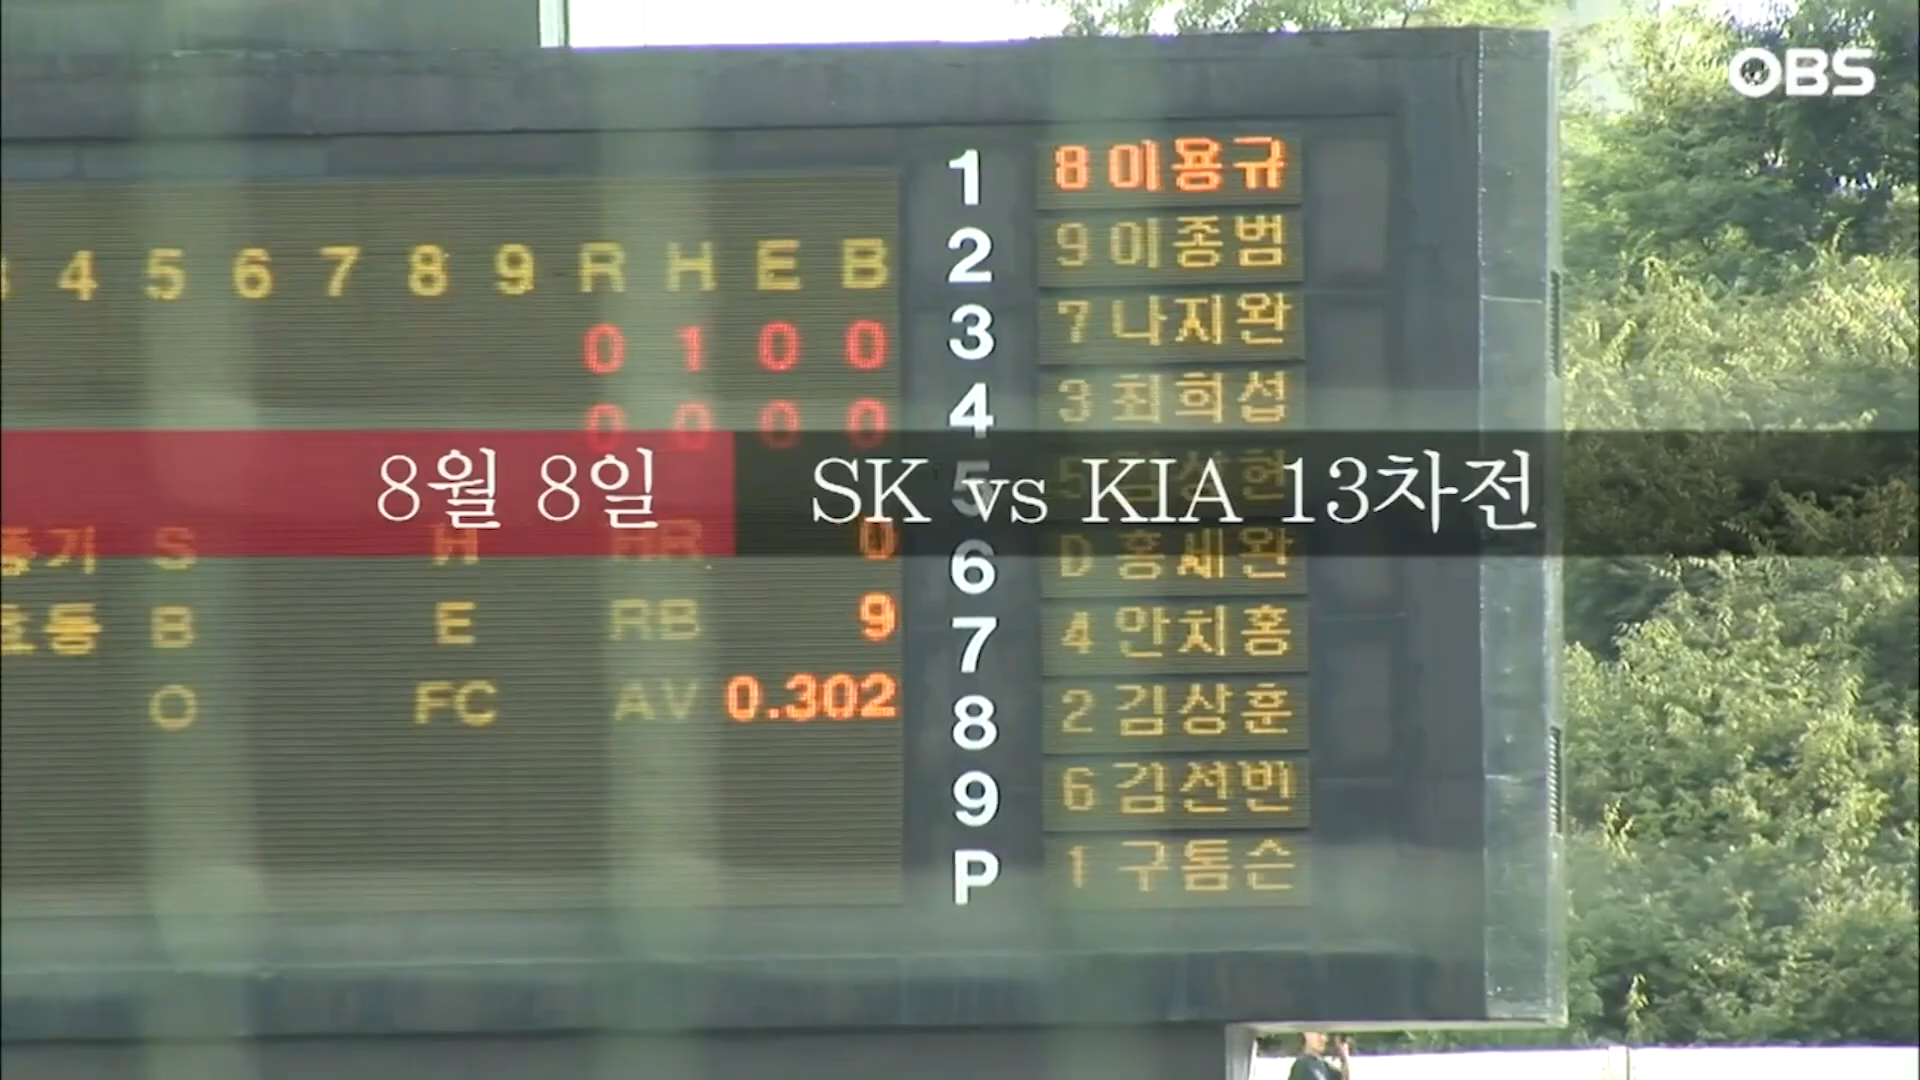 OBS
1 8 이용규
2 9 이종범
4 5 6 7 8 9 R H E B
3 7 나지완
0 1 0 0
4 3 최희섭
0 0 0 0
8월 8일 SK vs KIA 13차전
5
S H HR 0
6 D 홍세완
B E RB 9
7 4 안치홍
O FC AV 0.302
8 2 김상훈
9 6 김선빈
P 1 구톰슨